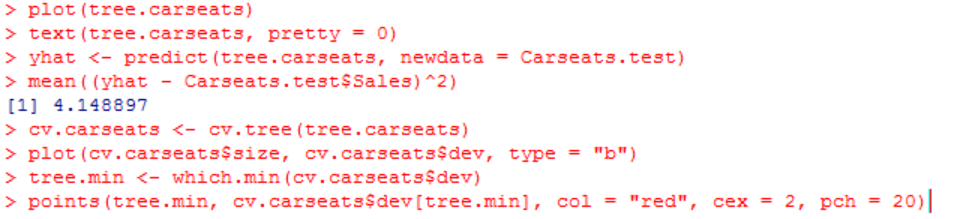 > plot(tree.carseats)
> text(tree.carseats, pretty = 0)
> yhat <- predict(tree.carseats, newdata = Carseats.test)
> mean((yhat - Carseats.test$Sales)^2)
[1] 4.148897
> cv.carseats <- cv.tree(tree.carseats)
> plot(cv.carseats$size, cv.carseats$dev, type = "b")
> tree.min <- which.min(cv.carseats$dev)
> points(tree.min, cv.carseats$dev[tree.min], col = "red", cex = 2, pch = 20)